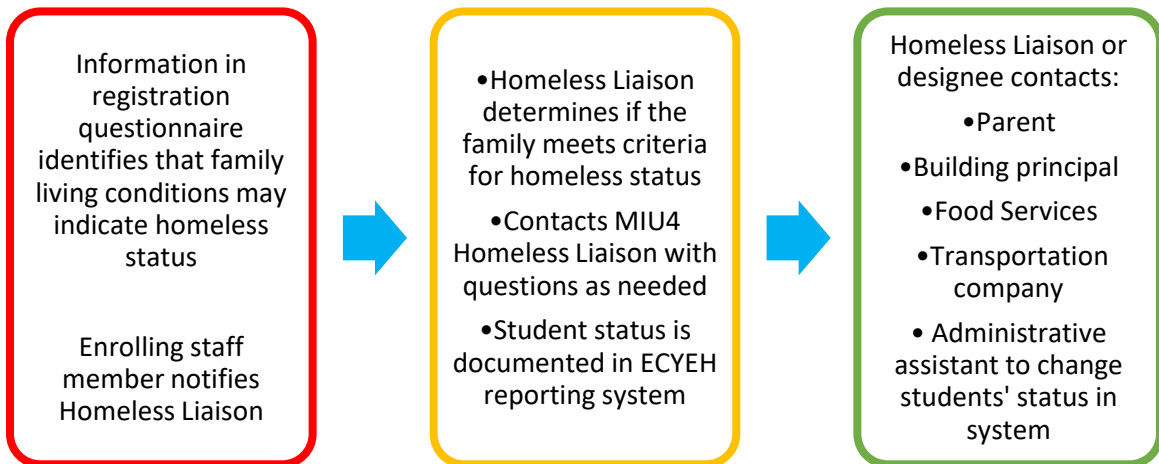 Information in
registration
questionnaire
identifies that family
living conditions may
indicate homeless
status
Enrolling staff
member notifies
Homeless Liaison
•Homeless Liaison
determines if the
family meets criteria
for homeless status
•Contacts MIU4
Homeless Liaison with
questions as needed
•Student status is
documented in ECYEH
reporting system
Homeless Liaison or
designee contacts:
•Parent
•Building principal
•Food Services
•Transportation
company
• Administrative
assistant to change
students' status in
system